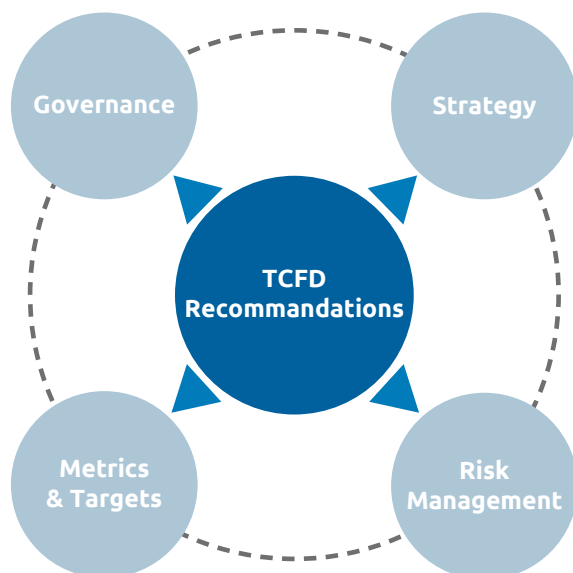 Governance
Strategy
TCFD
Recommandations
Metrics
& Targets
Risk
Management